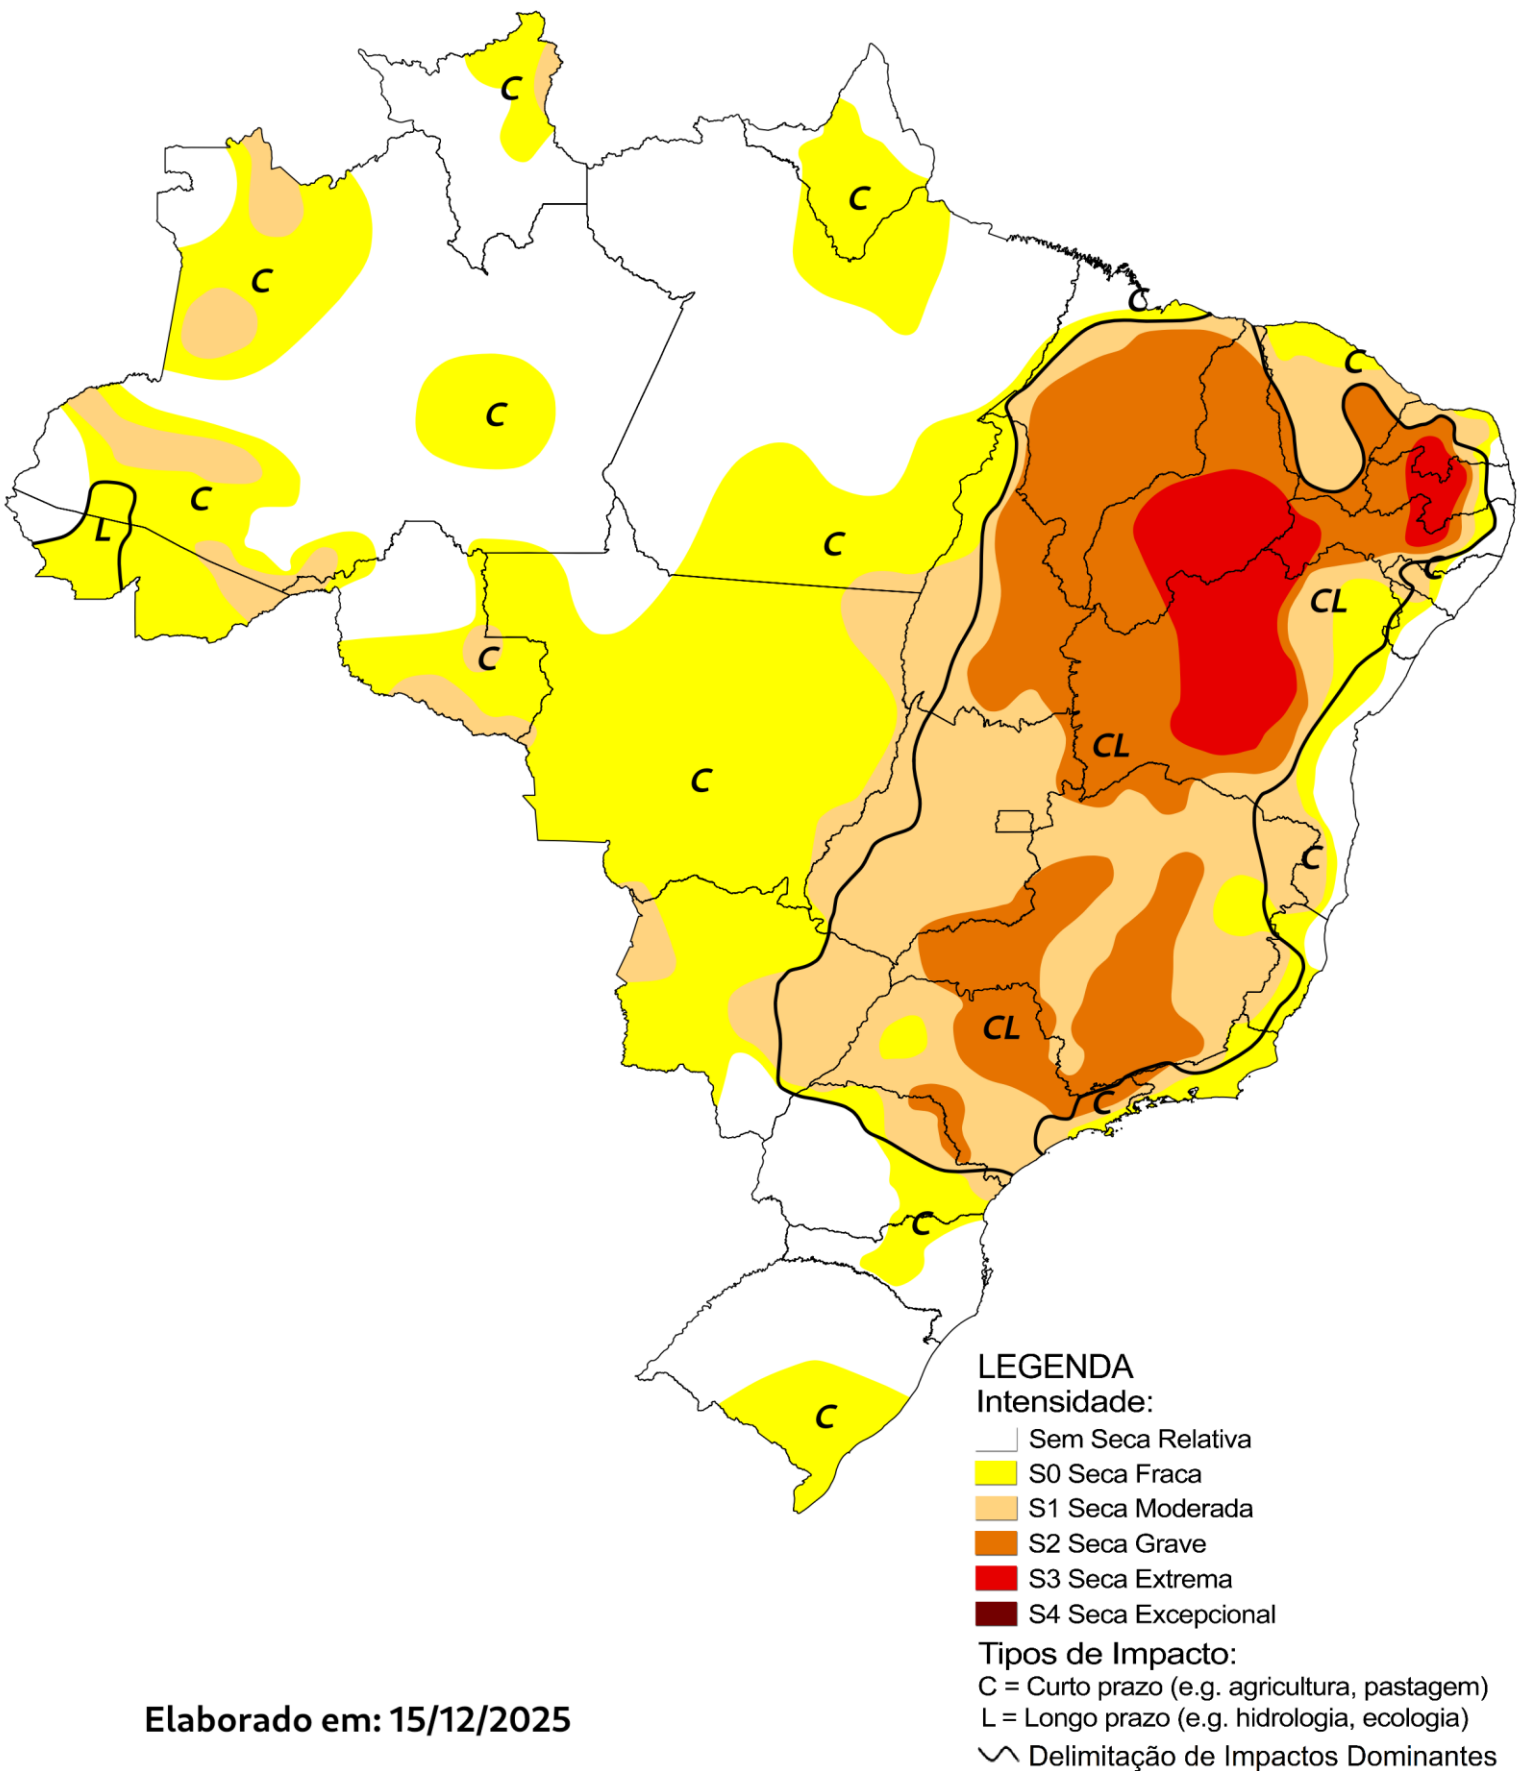 C
C
C
C
C
C
C
C
L
C
C
CL
C
C
CL
C
CL
C
C
C
LEGENDA
Intensidade:
Sem Seca Relativa
S0 Seca Fraca
S1 Seca Moderada
S2 Seca Grave
S3 Seca Extrema
S4 Seca Excepcional
Tipos de Impacto:
C = Curto prazo (e.g. agricultura, pastagem)
L = Longo prazo (e.g. hidrologia, ecologia)
Delimitação de Impactos Dominantes
Elaborado em: 15/12/2025